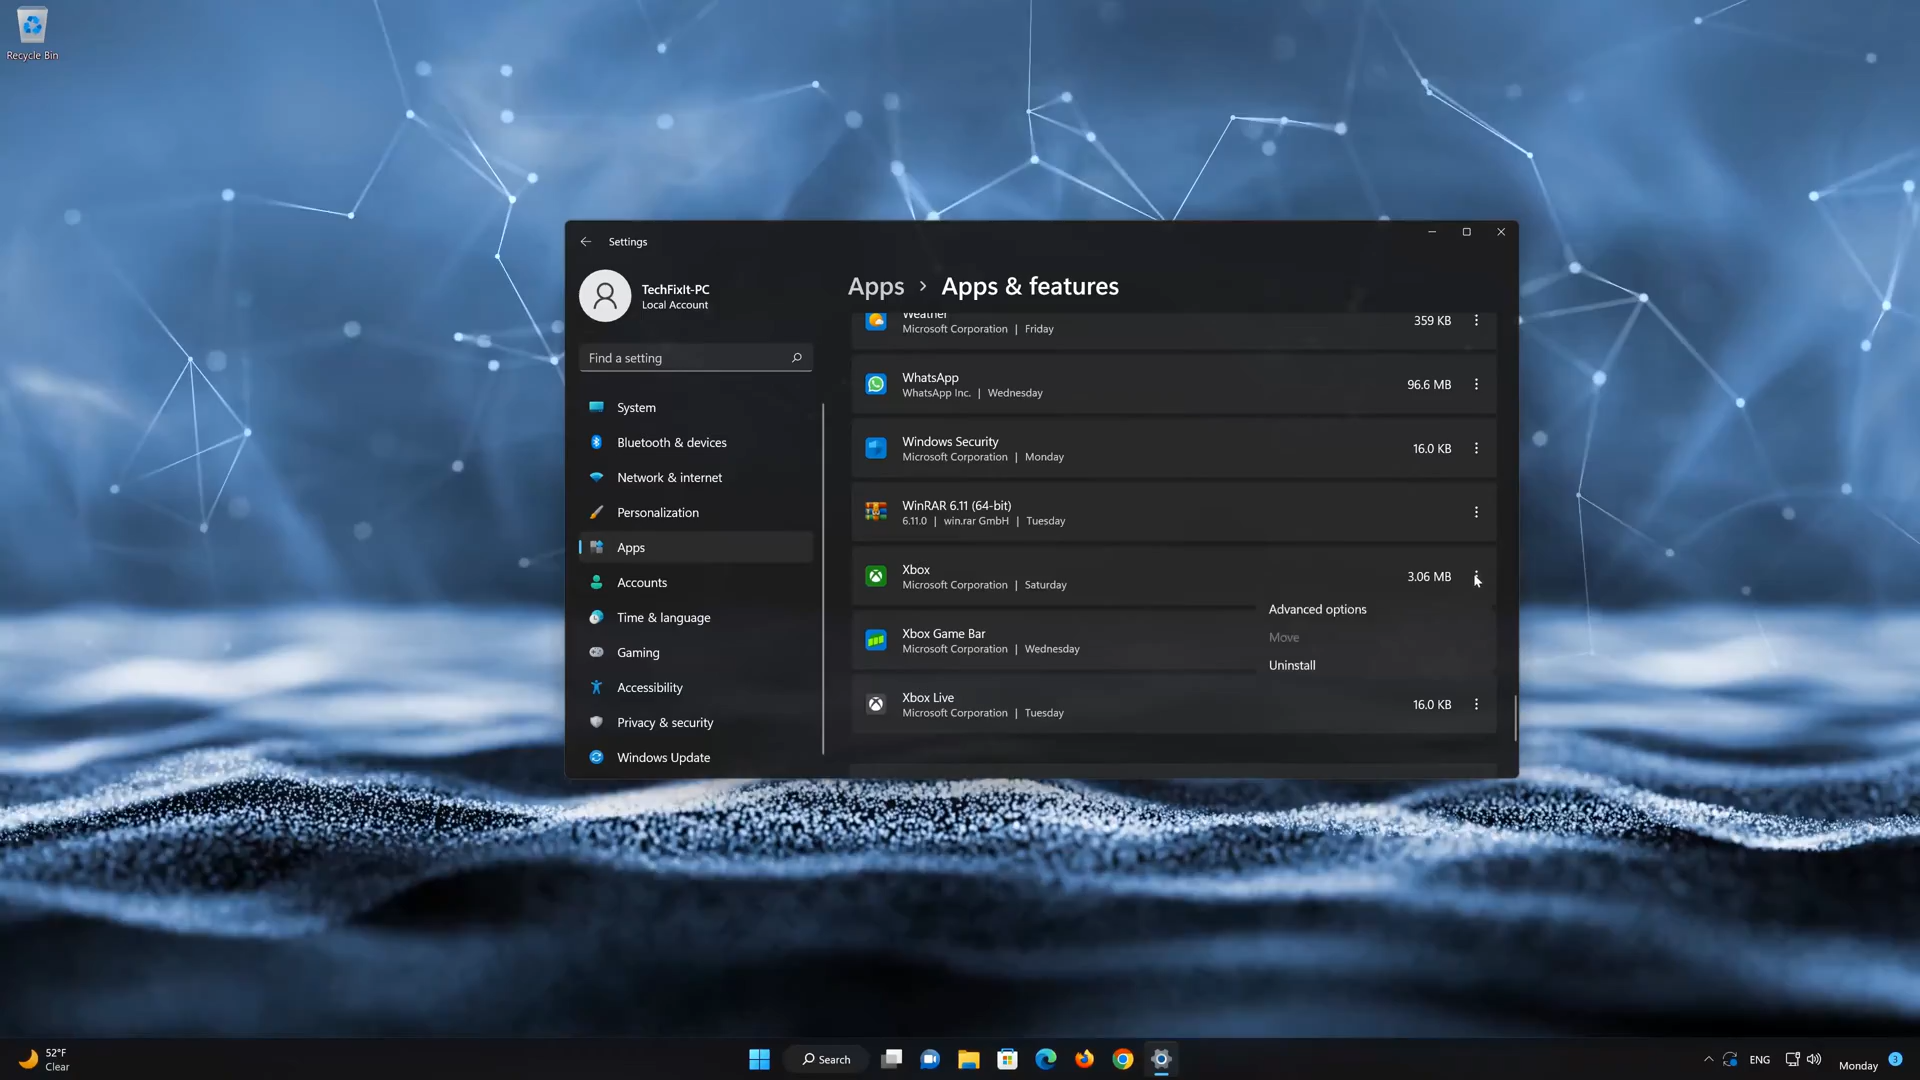 Recycle Bin
Settings
TechFixIt-PC
Local Account
Find a setting
System
Bluetooth & devices
Network & internet
Personalization
Apps
Accounts
Time & language
Gaming
Accessibility
Privacy & security
Windows Update
Apps > Apps & features
Weather
Microsoft Corporation | Friday
359 KB
WhatsApp
WhatsApp Inc. | Wednesday
96.6 MB
Windows Security
Microsoft Corporation | Monday
16.0 KB
WinRAR 6.11 (64-bit)
6.11.0 | win.rar GmbH | Tuesday
Xbox
Microsoft Corporation | Saturday
3.06 MB
Advanced options
Move
Uninstall
Xbox Game Bar
Microsoft Corporation | Wednesday
Xbox Live
Microsoft Corporation | Tuesday
16.0 KB
52°F
Clear
Search
ENG
Monday
3